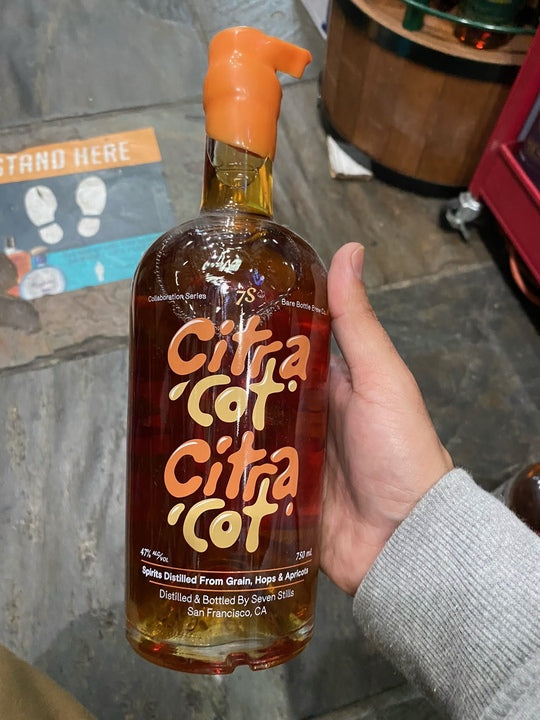 STAND HERE
Collaboration Series
7S
Bare Bottle Brew Co.
Citra
'Cot'
Citra
'Cot'
47% ALC/VOL
750 mL
Spirits Distilled From Grain, Hops & Apricots
Distilled & Bottled By Seven Stills
San Francisco, CA